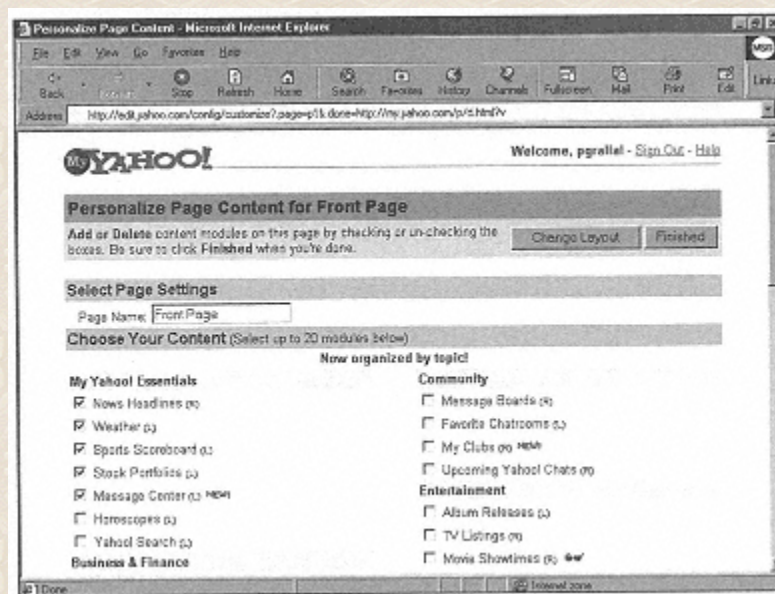 Personalize Page Content - Microsoft Internet Explorer
File Edit View Go Favorites Help
Back Stop Refresh Home Search Favorites History Channels Fullscreen Mail Print Edit
Address http://edit.yahoo.com/config/customize?.page=p1&.done=http://my.yahoo.com/p/d.html?v
Links
My YAHOO!
Welcome, pgrallal - Sign Out - Help
Personalize Page Content for Front Page
Add or Delete content modules on this page by checking or un-checking the
boxes. Be sure to click Finished when you're done.
Change Layout Finished
Select Page Settings
Page Name: Front Page
Choose Your Content (Select up to 20 modules below)
Now organized by topic!
My Yahoo! Essentials
News Headlines (R)
Weather (L)
Sports Scoreboard (L)
Stock Portfolios (L)
Message Center (L) NEW!
Horoscopes (L)
Yahoo! Search (L)
Business & Finance
Community
Message Boards (R)
Favorite Chatrooms (L)
My Clubs (R) NEW!
Upcoming Yahoo! Chats (R)
Entertainment
Album Releases (L)
TV Listings (R)
Movie Showtimes (R)
Done
Internet zone